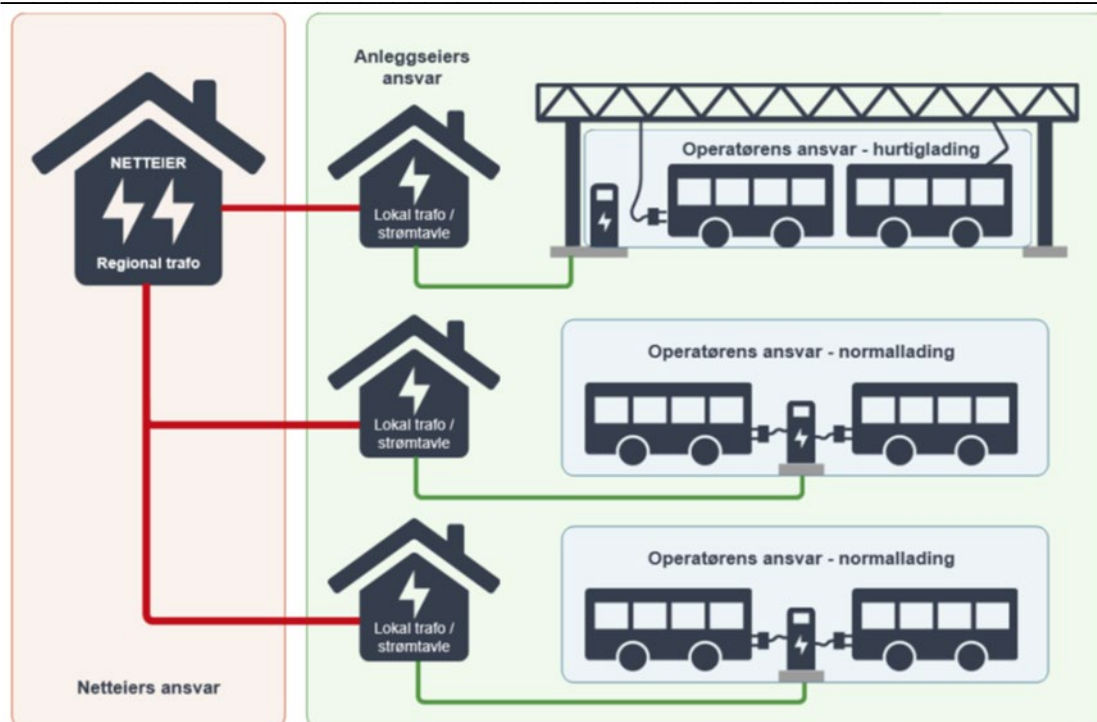 Anleggseiers
ansvar
NETTEIER
Regional trafo
Lokal trafo /
strømtavle
Operatørens ansvar - hurtiglading
Lokal trafo /
strømtavle
Operatørens ansvar - normallading
Lokal trafo /
strømtavle
Operatørens ansvar - normallading
Netteiers ansvar